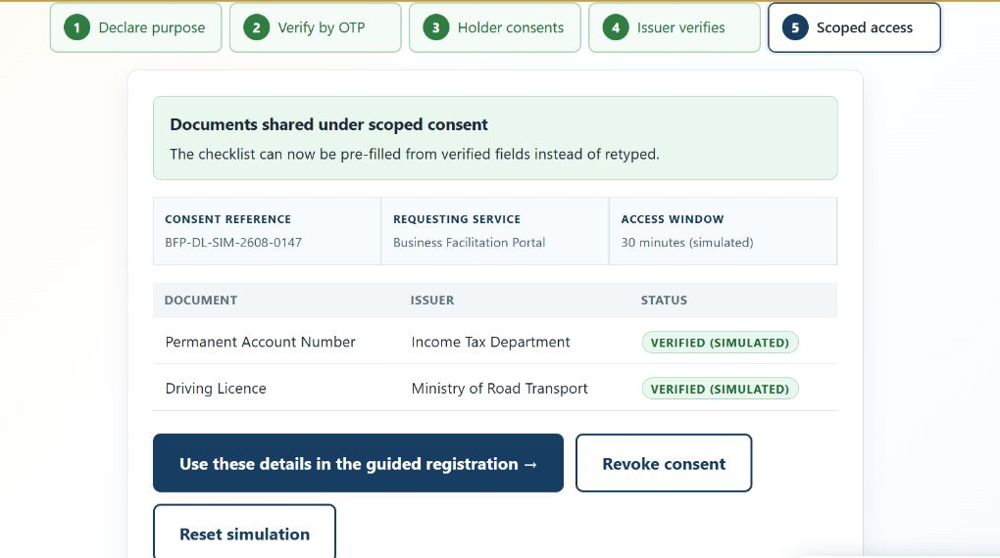 1 Declare purpose
2 Verify by OTP
3 Holder consents
4 Issuer verifies
5 Scoped access
Documents shared under scoped consent
The checklist can now be pre-filled from verified fields instead of retyped.
CONSENT REFERENCE
BFP-DL-SIM-2608-0147
REQUESTING SERVICE
Business Facilitation Portal
ACCESS WINDOW
30 minutes (simulated)
DOCUMENT ISSUER STATUS
Permanent Account Number Income Tax Department VERIFIED (SIMULATED)
Driving Licence Ministry of Road Transport VERIFIED (SIMULATED)
Use these details in the guided registration →
Revoke consent
Reset simulation